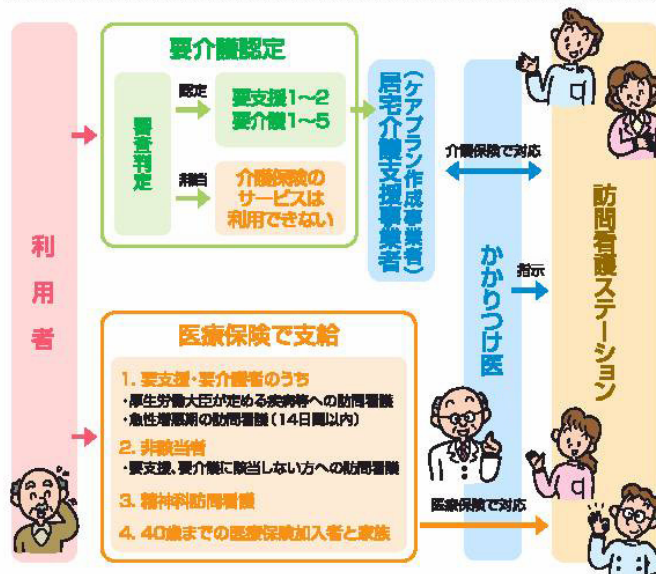 利用者
要介護認定
審査判定
認定
要支援1〜2
要介護1〜5
非当
介護保険の
サービスは
利用できない
居宅介護支援事業者
(ケアプラン作成事業者)
介護保険で対応
かかりつけ医
指示
訪問看護ステーション
医療保険で支給
1. 要支援・要介護者のうち
・厚生労働大臣が定める疾病等への訪問看護
・急性増悪期の訪問看護(14日間以内)
2. 非該当者
・要支援、要介護に該当しない方への訪問看護
3. 精神科訪問看護
4. 40歳までの医療保険加入者と家族
医療保険で対応